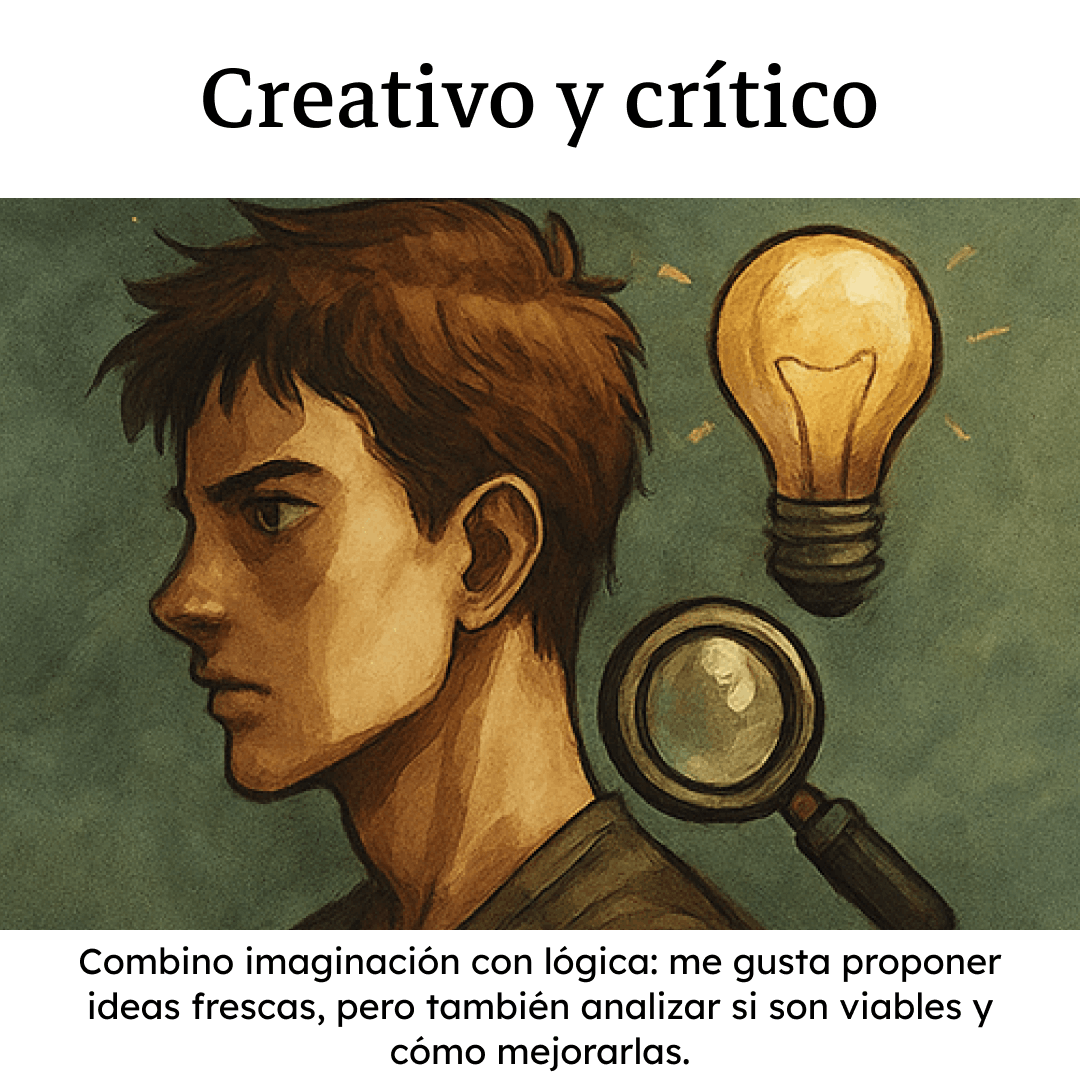 Creativo y crítico
Combino imaginación con lógica: me gusta proponer
ideas frescas, pero también analizar si son viables y
cómo mejorarlas.